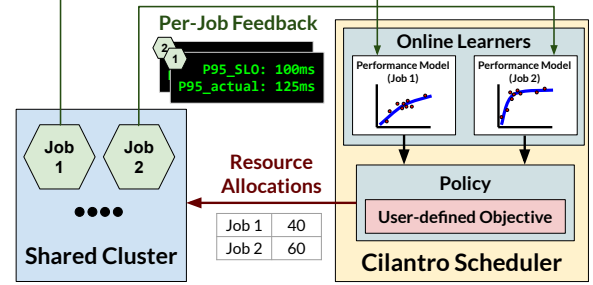 Per-Job Feedback
2
1
P95_SLO: 100ms
P95_actual: 125ms
Online Learners
Performance Model
(Job 1)
Performance Model
(Job 2)
Job
1
Job
2
Shared Cluster
Resource
Allocations
Job 1 40
Job 2 60
Policy
User-defined Objective
Cilantro Scheduler